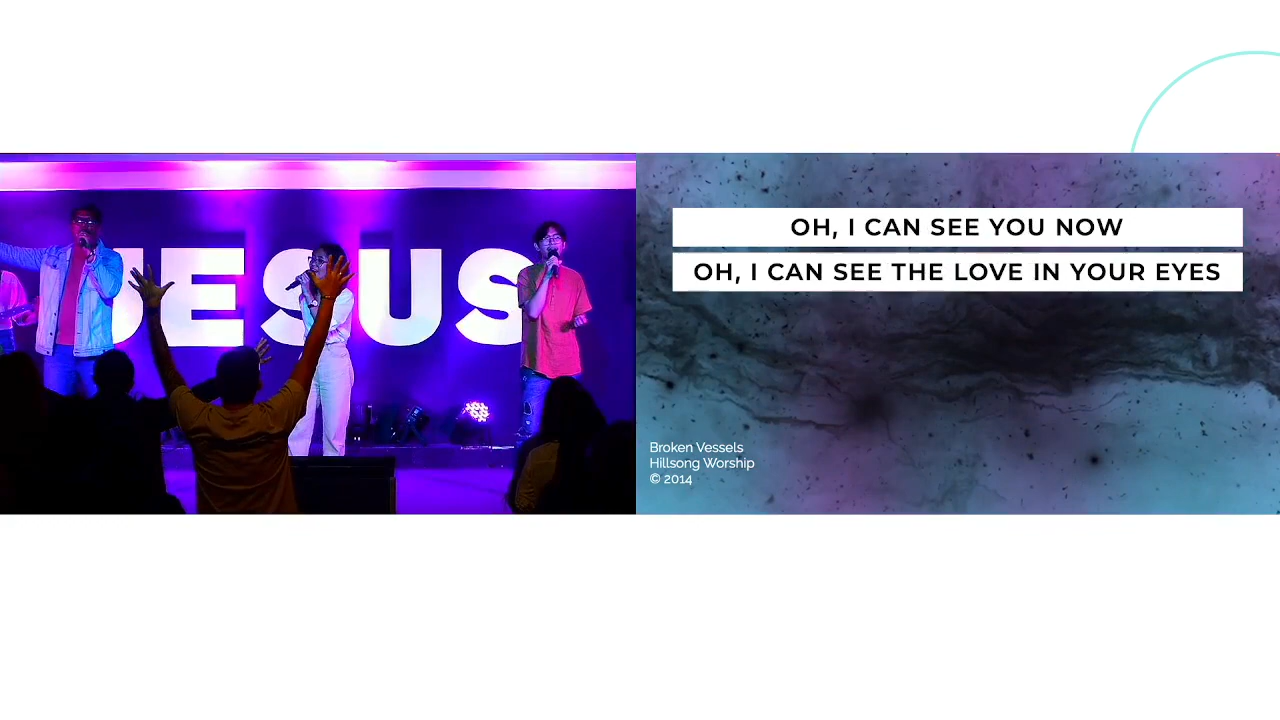 JESUS
OH, I CAN SEE YOU NOW
OH, I CAN SEE THE LOVE IN YOUR EYES
Broken Vessels
Hillsong Worship
© 2014